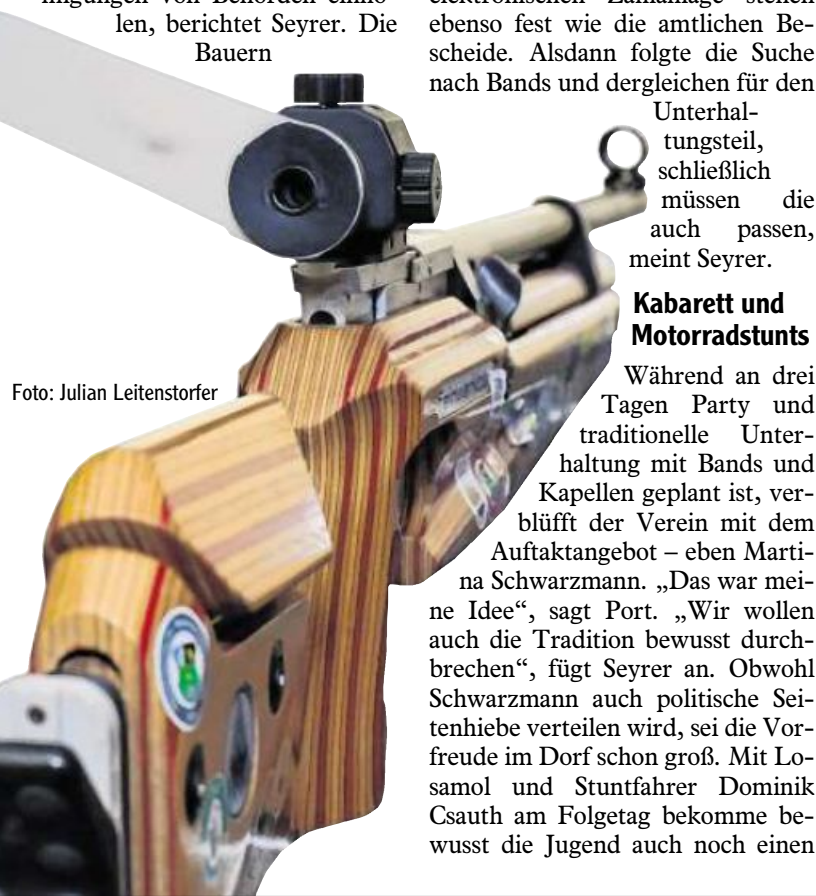 len, berichtet Seyrer. Die
Bauern
Foto: Julian Leitenstorfer
ebenso fest wie die amtlichen Be-
scheide. Alsdann folgte die Suche
nach Bands und dergleichen für den
Unterhal-
tungsteil,
schließlich
müssen die
auch passen,
meint Seyrer.
Kabarett und
Motorradstunts
Während an drei
Tagen Party und
traditionelle Unter-
haltung mit Bands und
Kapellen geplant ist, ver-
blüfft der Verein mit dem
Auftaktangebot – eben Marti-
na Schwarzmann. „Das war mei-
ne Idee“, sagt Port. „Wir wollen
auch die Tradition bewusst durch-
brechen“, fügt Seyrer an. Obwohl
Schwarzmann auch politische Sei-
tenhiebe verteilen wird, sei die Vor-
freude im Dorf schon groß. Mit Lo-
samol und Stuntfahrer Dominik
Csauth am Folgetag bekomme be-
wusst die Jugend auch noch einen